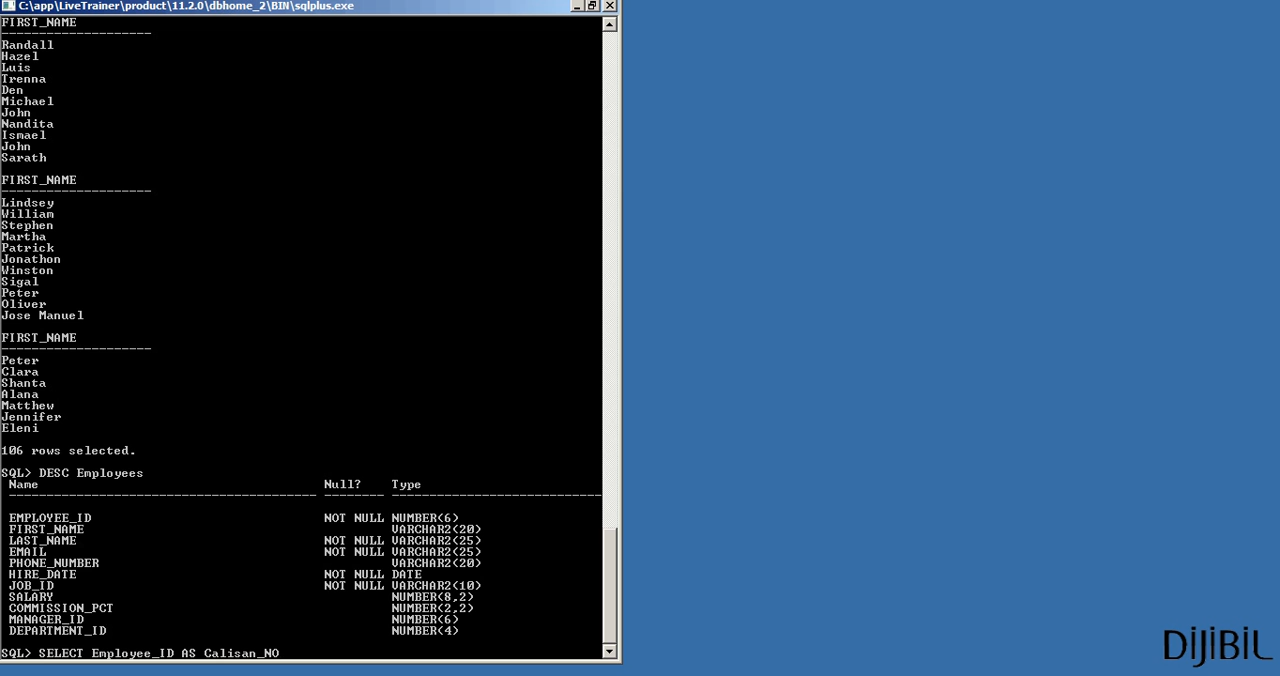 C:\app\LiveTrainer\product\11.2.0\dbhome_2\BIN\sqlplus.exe
FIRST_NAME
--------------------
Randall
Hazel
Luis
Trenna
Den
Michael
John
Nandita
Ismael
John
Sarath
FIRST_NAME
--------------------
Lindsey
William
Stephen
Martha
Patrick
Jonathon
Winston
Sigal
Peter
Oliver
Jose Manuel
FIRST_NAME
--------------------
Peter
Clara
Shanta
Alana
Matthew
Jennifer
Eleni
106 rows selected.
SQL> DESC Employees
Name Null? Type
----------------------------------------- -------- ----------------------------
EMPLOYEE_ID NOT NULL NUMBER(6)
FIRST_NAME VARCHAR2(20)
LAST_NAME NOT NULL VARCHAR2(25)
EMAIL NOT NULL VARCHAR2(25)
PHONE_NUMBER VARCHAR2(20)
HIRE_DATE NOT NULL DATE
JOB_ID NOT NULL VARCHAR2(10)
SALARY NUMBER(8,2)
COMMISSION_PCT NUMBER(2,2)
MANAGER_ID NUMBER(6)
DEPARTMENT_ID NUMBER(4)
SQL> SELECT Employee_ID AS Calisan_NO
DİJİBİL